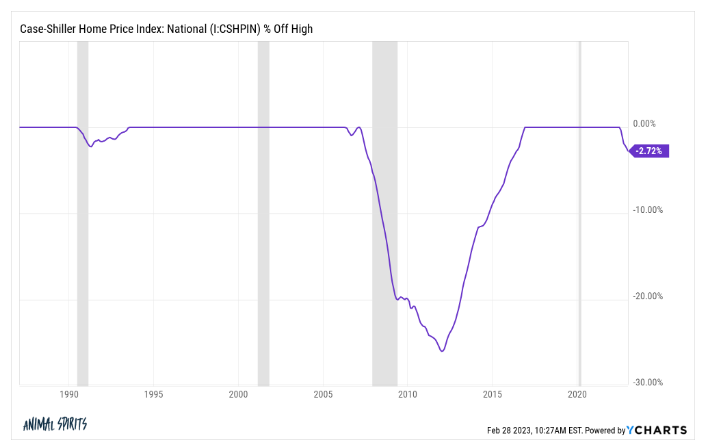 Case-Shiller Home Price Index: National (I:CSHPIN) % Off High
0.00%
-2.72%
-10.00%
-20.00%
-30.00%
1990 1995 2000 2005 2010 2015 2020
ANIMAL SPIRITS
Feb 28 2023, 10:27AM EST. Powered by YCHARTS